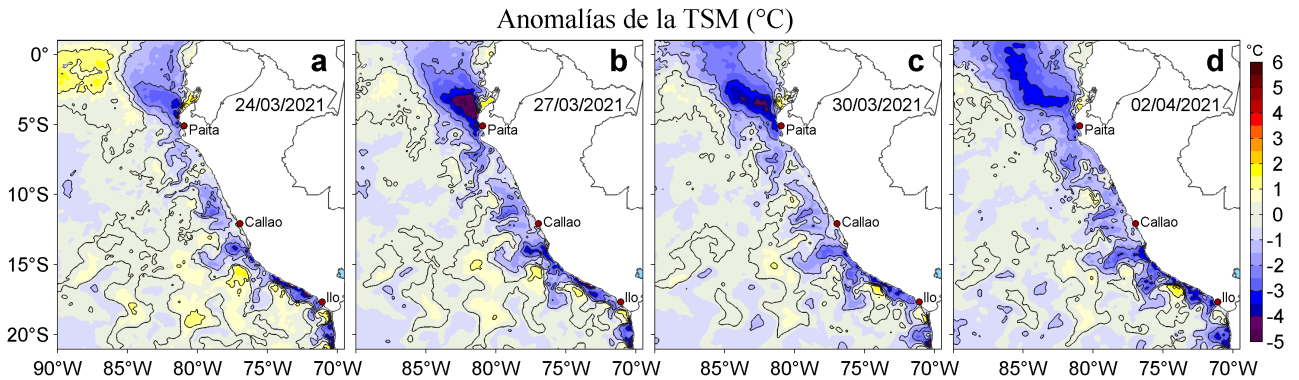 Anomalías de la TSM (°C)
a b c d
24/03/2021 27/03/2021 30/03/2021 02/04/2021
Paita Paita Paita Paita
Callao Callao Callao Callao
Ilo Ilo Ilo Ilo
0°
5°S
10°S
15°S
20°S
90°W 85°W 80°W 75°W 70°W 85°W 80°W 75°W 70°W 85°W 80°W 75°W 70°W 85°W 80°W 75°W 70°W
°C
6
5
4
3
2
1
0
-1
-2
-3
-4
-5